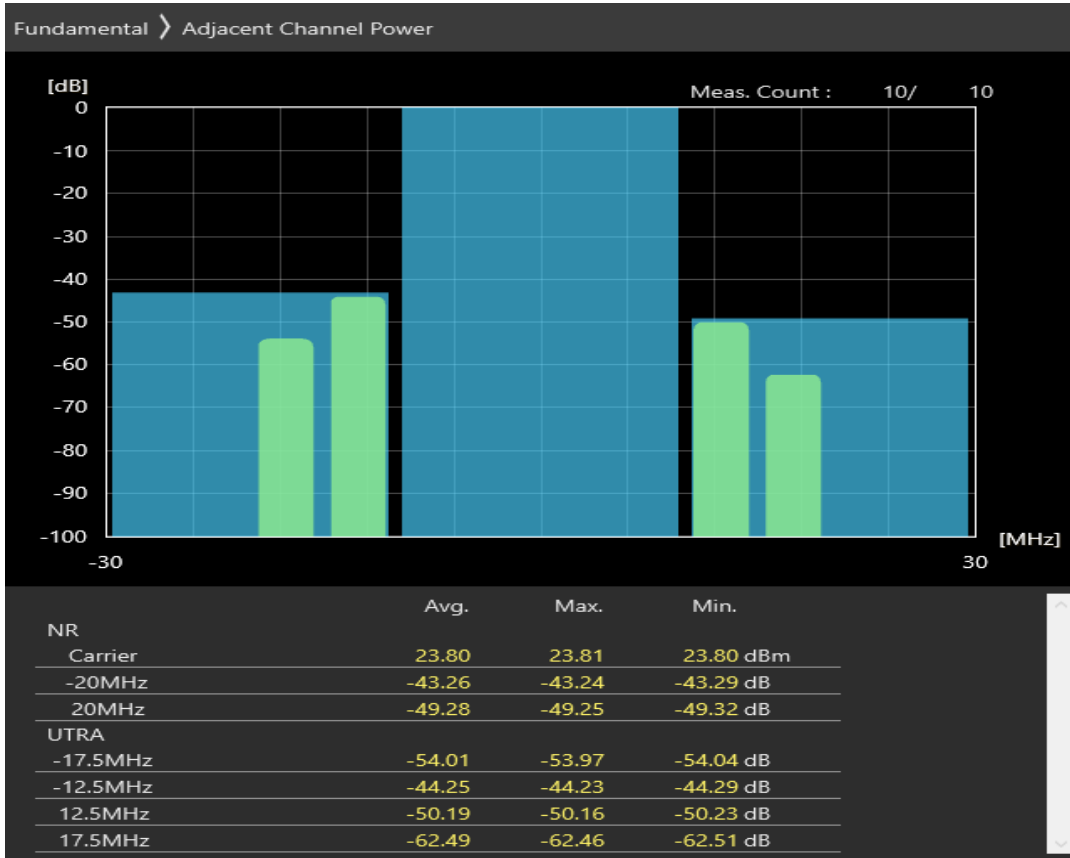 Fundamental ❭ Adjacent Channel Power
[dB]
Meas. Count : 10/ 10
0
-10
-20
-30
-40
-50
-60
-70
-80
-90
-100
[MHz]
-30 30
Avg. Max. Min.
NR
Carrier 23.80 23.81 23.80 dBm
-20MHz -43.26 -43.24 -43.29 dB
20MHz -49.28 -49.25 -49.32 dB
UTRA
-17.5MHz -54.01 -53.97 -54.04 dB
-12.5MHz -44.25 -44.23 -44.29 dB
12.5MHz -50.19 -50.16 -50.23 dB
17.5MHz -62.49 -62.46 -62.51 dB